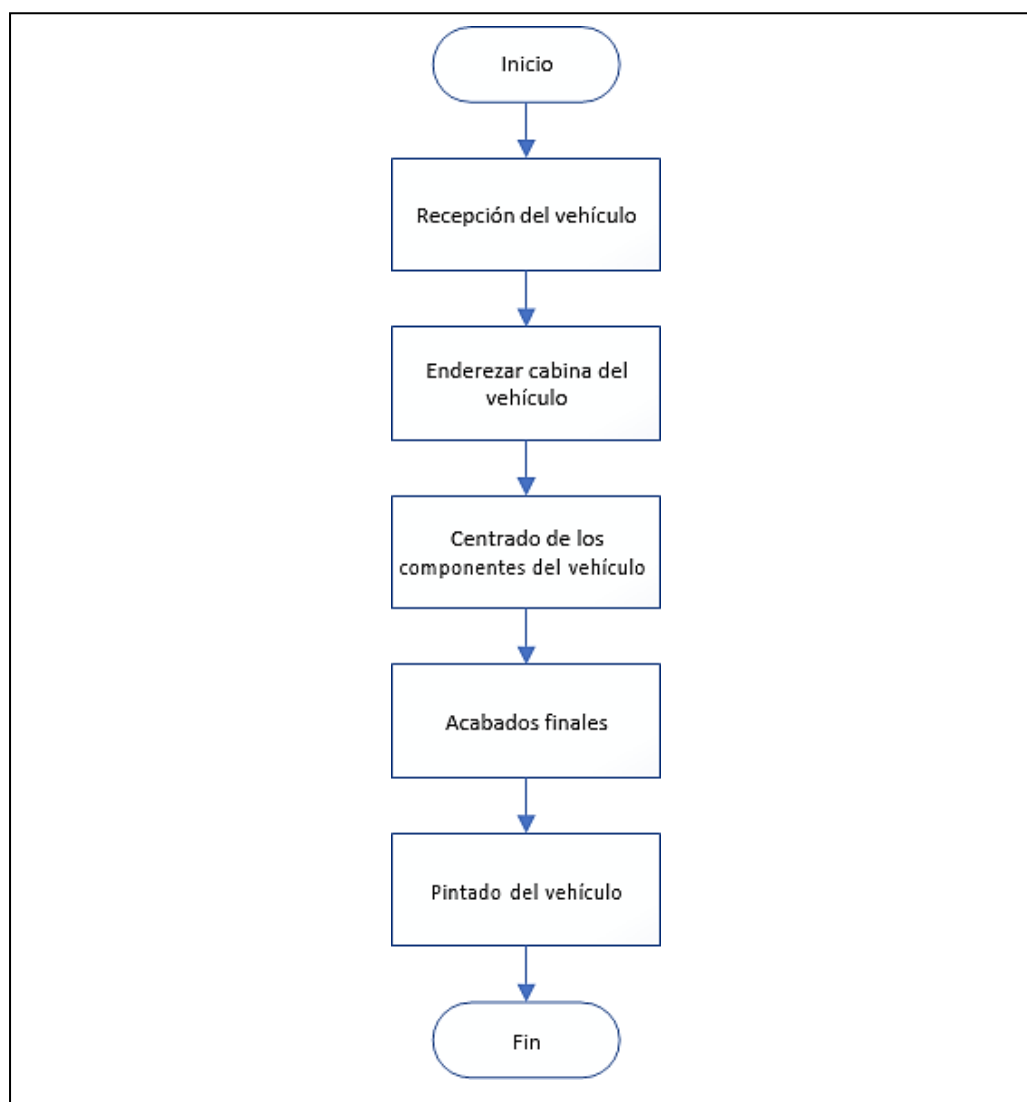 Inicio
Recepción del vehículo
Enderezar cabina del
vehículo
Centrado de los
componentes del vehículo
Acabados finales
Pintado del vehículo
Fin